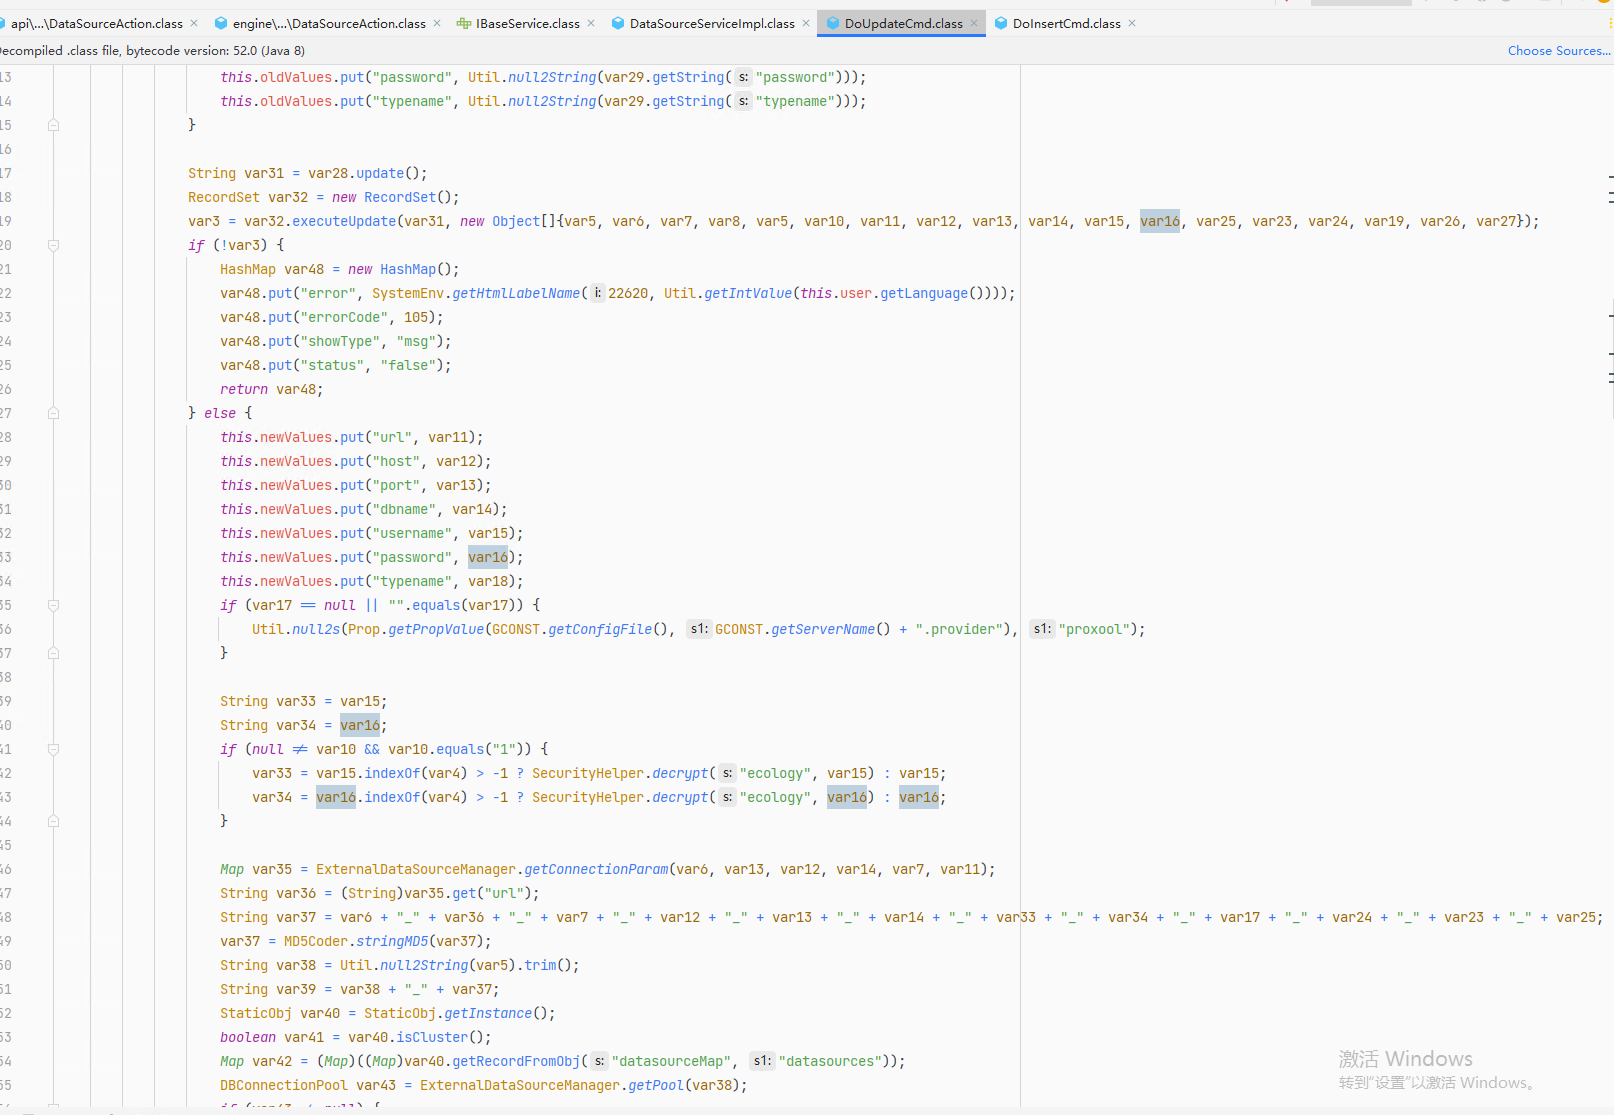 api\...\DataSourceAction.class × engine\...\DataSourceAction.class × IBaseService.class × DataSourceServiceImpl.class × DoUpdateCmd.class × DoInsertCmd.class ×
ecompiled .class file, bytecode version: 52.0 (Java 8) Choose Sources...
13 this.oldValues.put("password", Util.null2String(var29.getString( s: "password")));
14 this.oldValues.put("typename", Util.null2String(var29.getString( s: "typename")));
15 }
16
17 String var31 = var28.update();
18 RecordSet var32 = new RecordSet();
19 var3 = var32.executeUpdate(var31, new Object[]{var5, var6, var7, var8, var5, var10, var11, var12, var13, var14, var15, var16, var25, var23, var24, var19, var26, var27});
20 if (!var3) {
21 HashMap var48 = new HashMap();
22 var48.put("error", SystemEnv.getHtmlLabelName( i: 22620, Util.getIntValue(this.user.getLanguage())));
23 var48.put("errorCode", 105);
24 var48.put("showType", "msg");
25 var48.put("status", "false");
26 return var48;
27 } else {
28 this.newValues.put("url", var11);
29 this.newValues.put("host", var12);
30 this.newValues.put("port", var13);
31 this.newValues.put("dbname", var14);
32 this.newValues.put("username", var15);
33 this.newValues.put("password", var16);
34 this.newValues.put("typename", var18);
35 if (var17 == null || "".equals(var17)) {
36 Util.null2s(Prop.getPropValue(GCONST.getConfigFile(), s1: GCONST.getServerName() + ".provider"), s1: "proxool");
37 }
38
39 String var33 = var15;
40 String var34 = var16;
41 if (null != var10 && var10.equals("1")) {
42 var33 = var15.indexOf(var4) > -1 ? SecurityHelper.decrypt( s: "ecology", var15) : var15;
43 var34 = var16.indexOf(var4) > -1 ? SecurityHelper.decrypt( s: "ecology", var16) : var16;
44 }
45
46 Map var35 = ExternalDataSourceManager.getConnectionParam(var6, var13, var12, var14, var7, var11);
47 String var36 = (String)var35.get("url");
48 String var37 = var6 + "_" + var36 + "_" + var7 + "_" + var12 + "_" + var13 + "_" + var14 + "_" + var33 + "_" + var34 + "_" + var17 + "_" + var24 + "_" + var23 + "_" + var25;
49 var37 = MD5Coder.stringMD5(var37);
50 String var38 = Util.null2String(var5).trim();
51 String var39 = var38 + "_" + var37;
52 StaticObj var40 = StaticObj.getInstance();
53 boolean var41 = var40.isCluster();
54 Map var42 = (Map)((Map)var40.getRecordFromObj( s: "datasourceMap", s1: "datasources"));
55 DBConnectionPool var43 = ExternalDataSourceManager.getPool(var38);
激活 Windows
转到“设置”以激活 Windows。